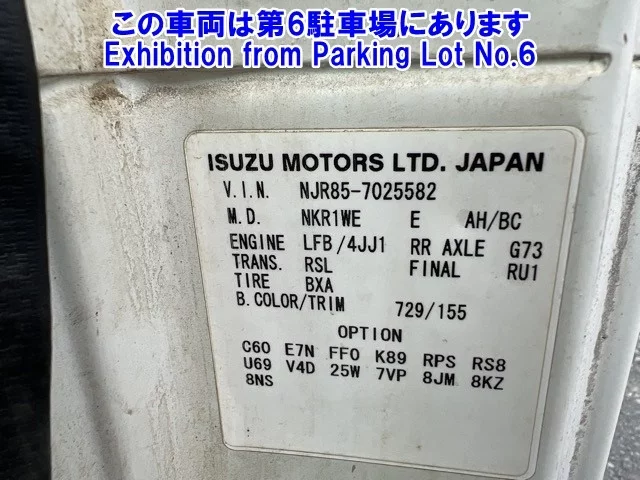 この車両は第6駐車場にあります
Exhibition from Parking Lot No.6
ISUZU MOTORS LTD. JAPAN
V.I.N. NJR85-7025582
M.D. NKR1WE E AH/BC
ENGINE LFB/4JJ1 RR AXLE G73
TRANS. RSL FINAL RU1
TIRE BXA
B.COLOR/TRIM 729/155
OPTION
C60 E7N FF0 K89 RPS RS8
U69 V4D 25W 7VP 8JM 8KZ
8NS